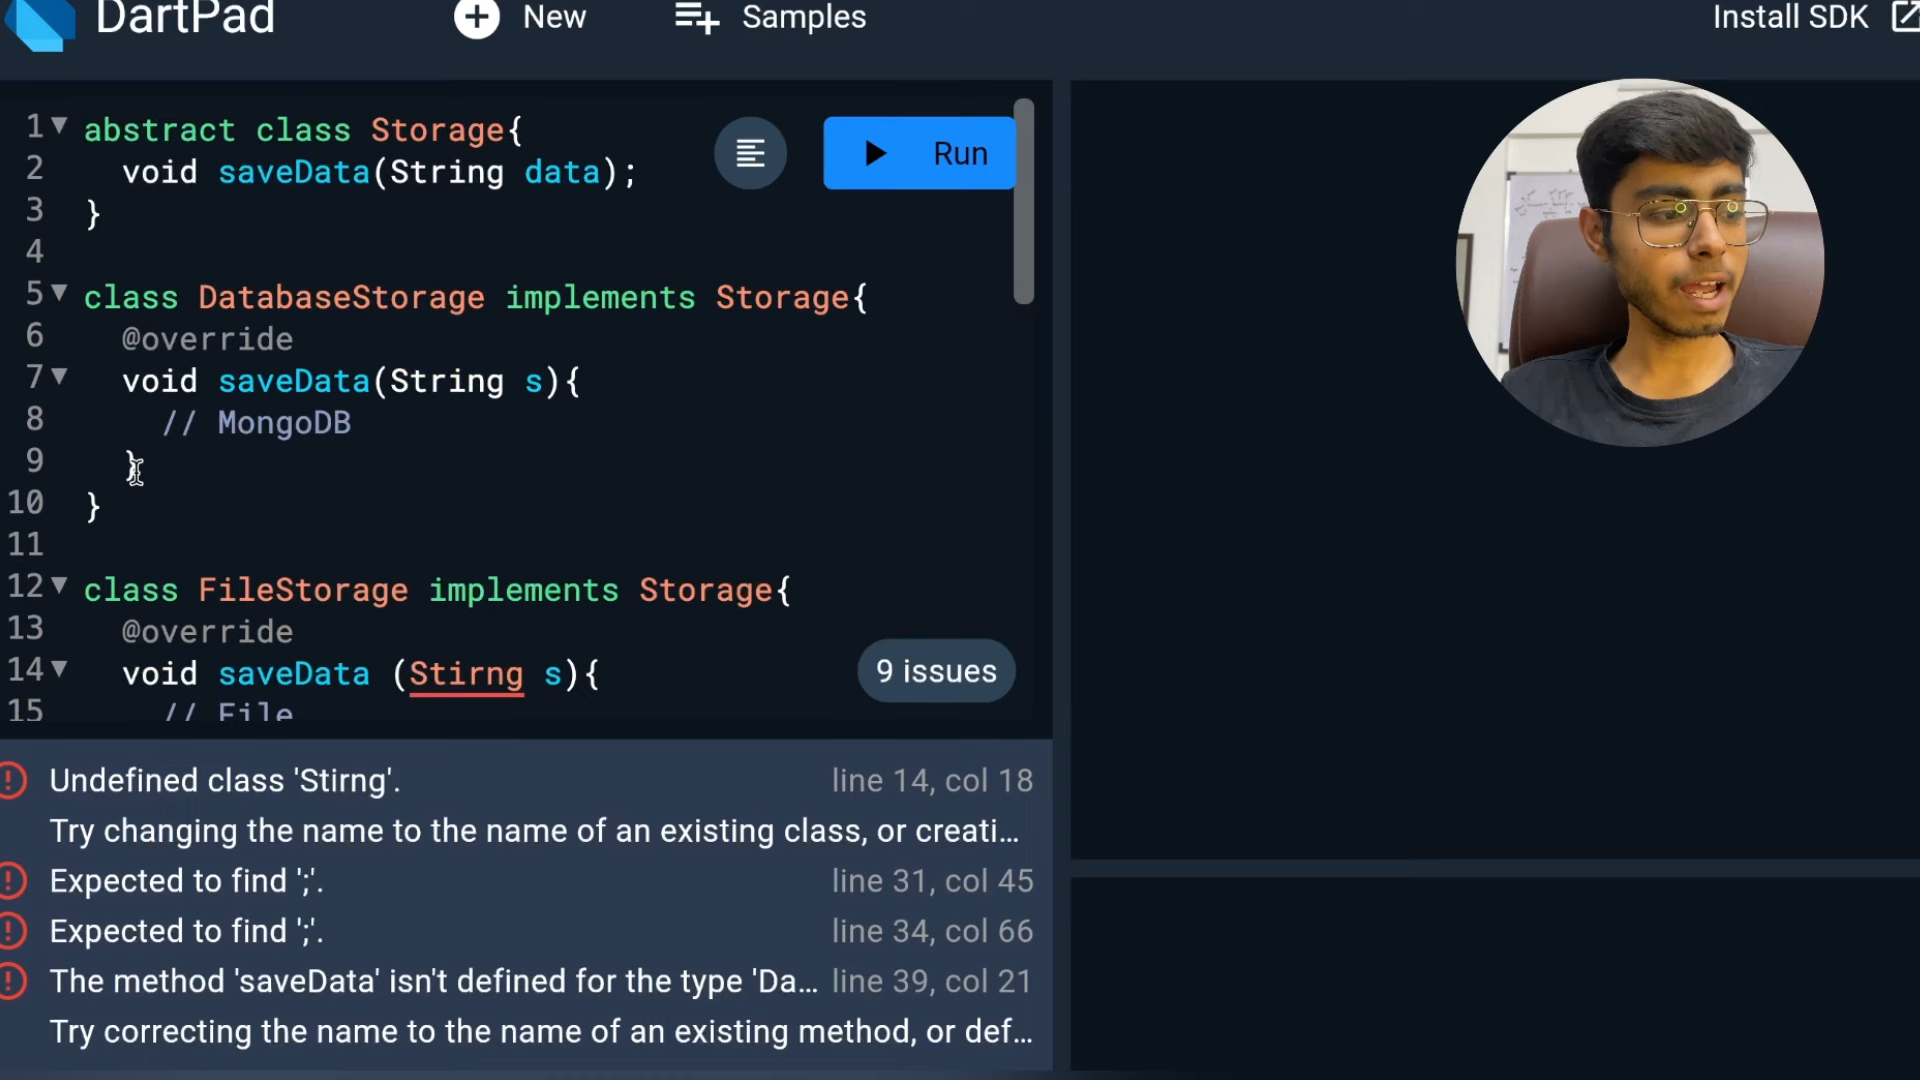 DartPad
New
Samples
Install SDK
Run
1 abstract class Storage{
2 void saveData(String data);
3 }
4
5 class DatabaseStorage implements Storage{
6 @override
7 void saveData(String s){
8 // MongoDB
9 }
10 }
11
12 class FileStorage implements Storage{
13 @override
14 void saveData (Stirng s){
15 // File
9 issues
Undefined class 'Stirng'. line 14, col 18
Try changing the name to the name of an existing class, or creati...
Expected to find ';'. line 31, col 45
Expected to find ';'. line 34, col 66
The method 'saveData' isn't defined for the type 'Da... line 39, col 21
Try correcting the name to the name of an existing method, or def...